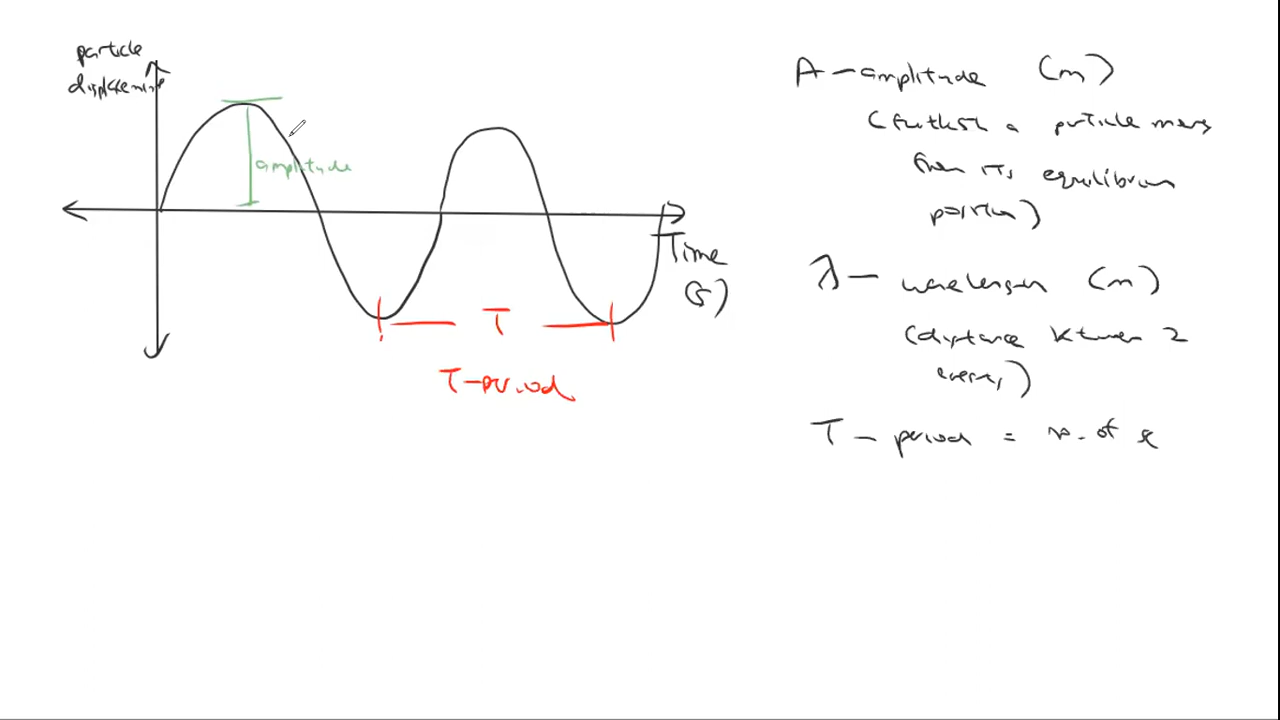 particle
displacement
amplitude
Time
(s)
T
T-period
A - amplitude (m)
(furthest a particle moves
from its equilibrium
position)
λ - wavelength (m)
(distance between 2
T - period = no. of